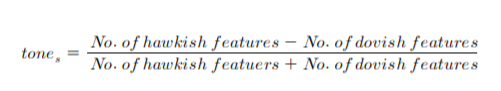 tone_s = (No. of hawkish features − No. of dovish features) / (No. of hawkish featuers + No. of dovish features)